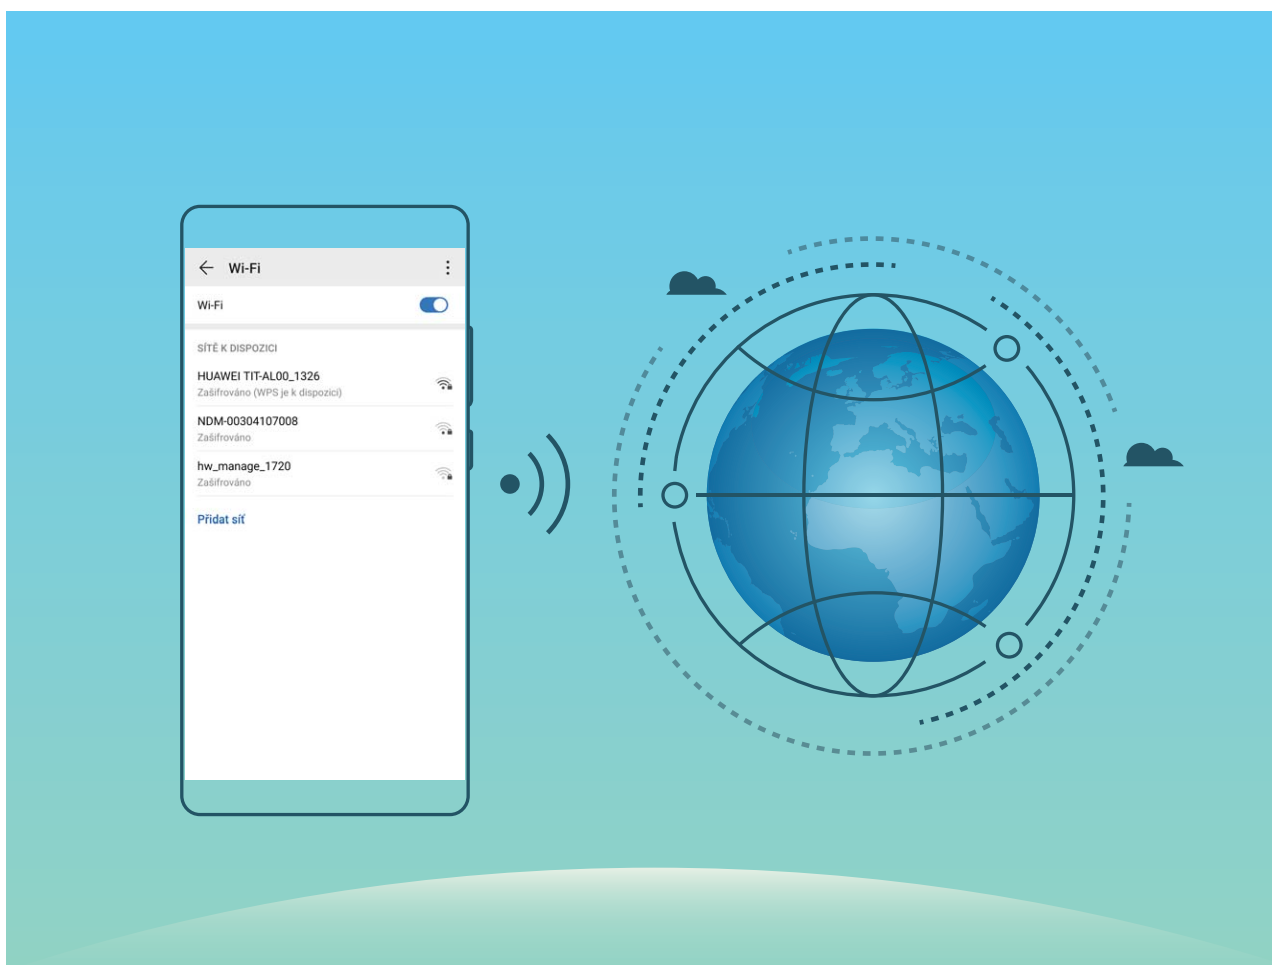 Wi-Fi
Wi-Fi
SÍTĚ K DISPOZICI
HUAWEI TIT-AL00_1326
Zašifrováno (WPS je k dispozici)
NDM-00304107008
Zašifrováno
hw_manage_1720
Zašifrováno
Přidat síť